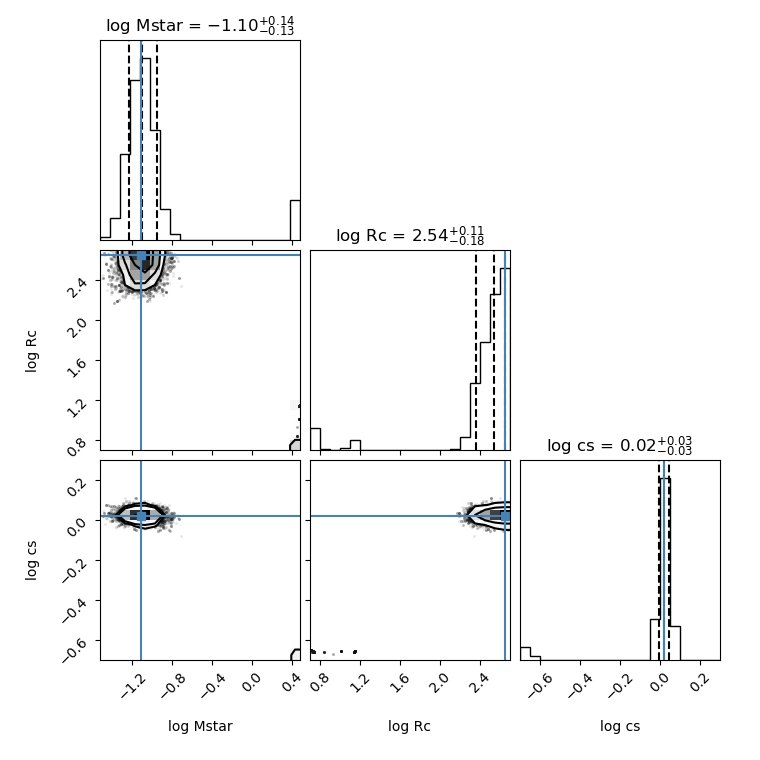 log Mstar = −1.10+0.14−0.13
log Rc = 2.54+0.11−0.18
2.4
2.0
1.6
1.2
0.8
log Rc
log cs = 0.02+0.03−0.03
0.2
0.0
−0.2
−0.4
−0.6
log cs
−1.2 −0.8 −0.4 0.0 0.4 0.8 1.2 1.6 2.0 2.4 −0.6 −0.4 −0.2 0.0 0.2
log Mstar log Rc log cs